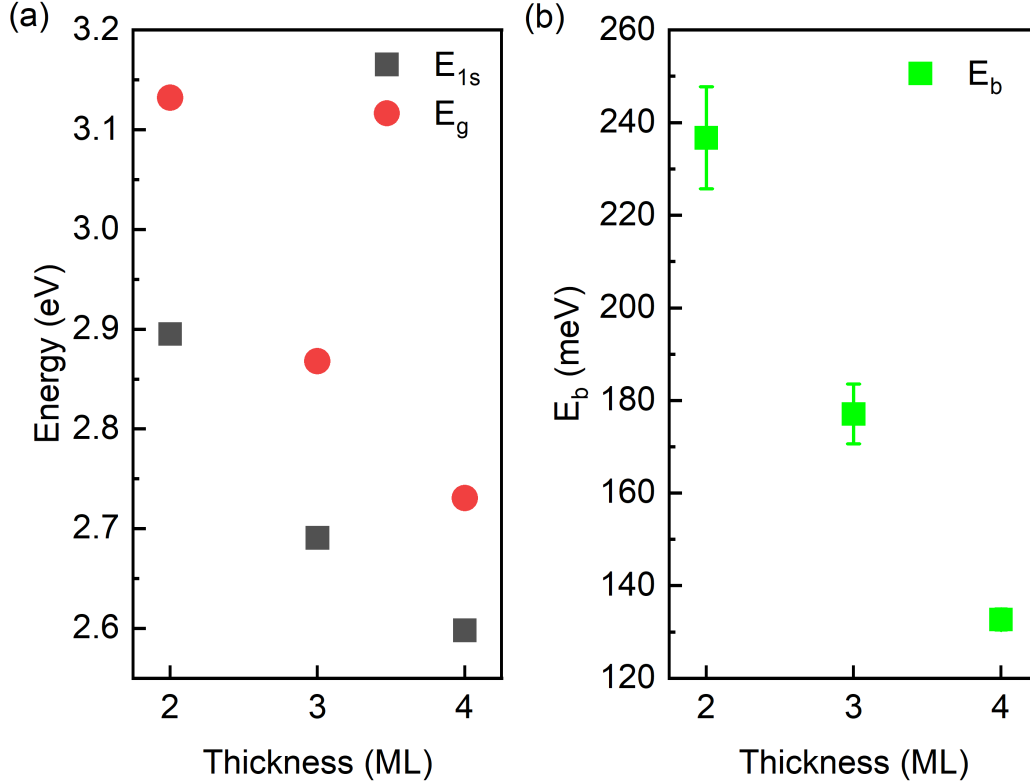 (a)
3.2
3.1
3.0
2.9
2.8
2.7
2.6
Energy (eV)
E1s
Eg
2
3
4
Thickness (ML)
(b)
260
240
220
200
180
160
140
120
Eb (meV)
Eb
2
3
4
Thickness (ML)